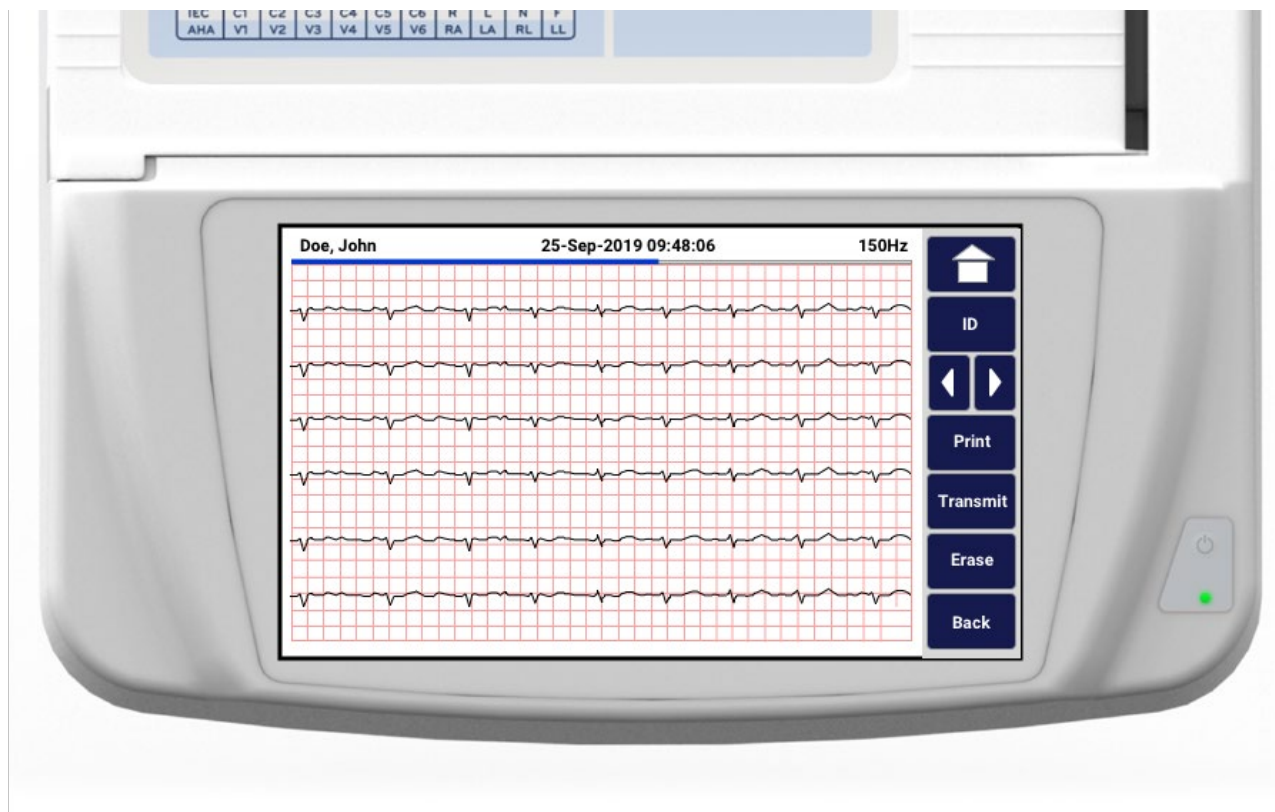 IEC C1 C2 C3 C4 C5 C6 R L N F
AHA V1 V2 V3 V4 V5 V6 RA LA RL LL
Doe, John 25-Sep-2019 09:48:06 150Hz
ID
Print
Transmit
Erase
Back